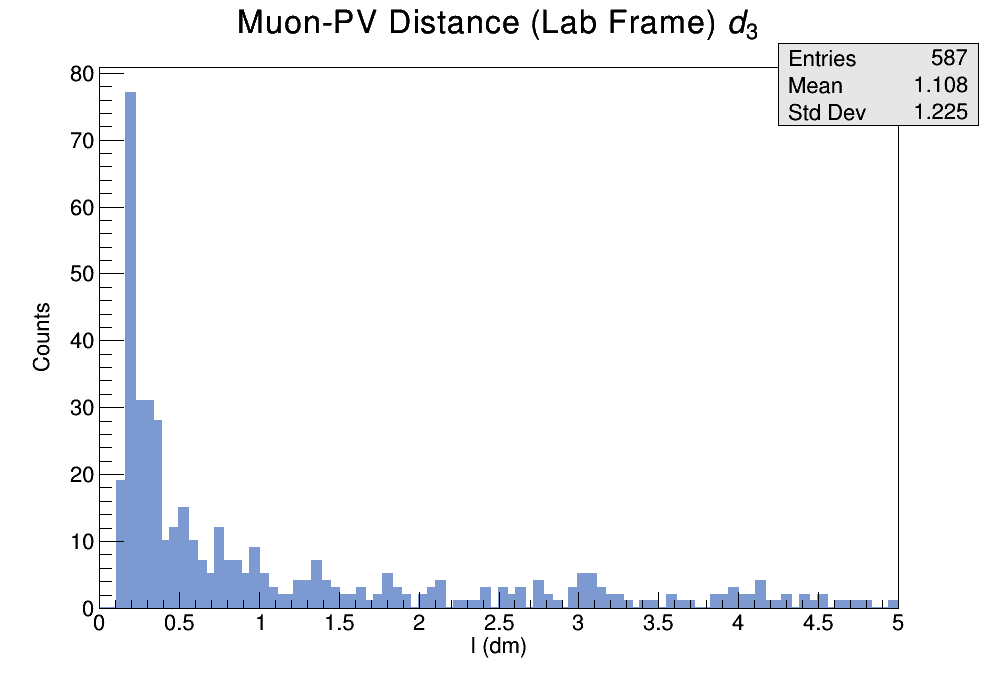 Muon-PV Distance (Lab Frame) d₃
Entries 587
Mean 1.108
Std Dev 1.225
80
70
60
50
40
30
20
10
0
Counts
0 0.5 1 1.5 2 2.5 3 3.5 4 4.5 5
l (dm)